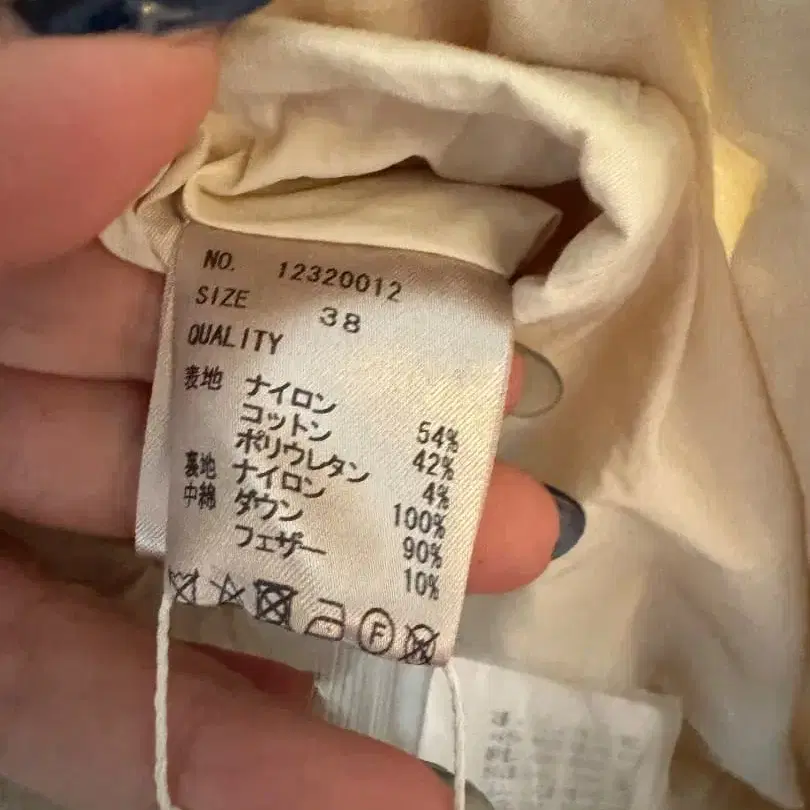 NO. 12320012
SIZE 38
QUALITY
表地 ナイロン 54%
コットン 42%
ポリウレタン 4%
裏地 ナイロン 100%
中綿 ダウン 90%
フェザー 10%
F